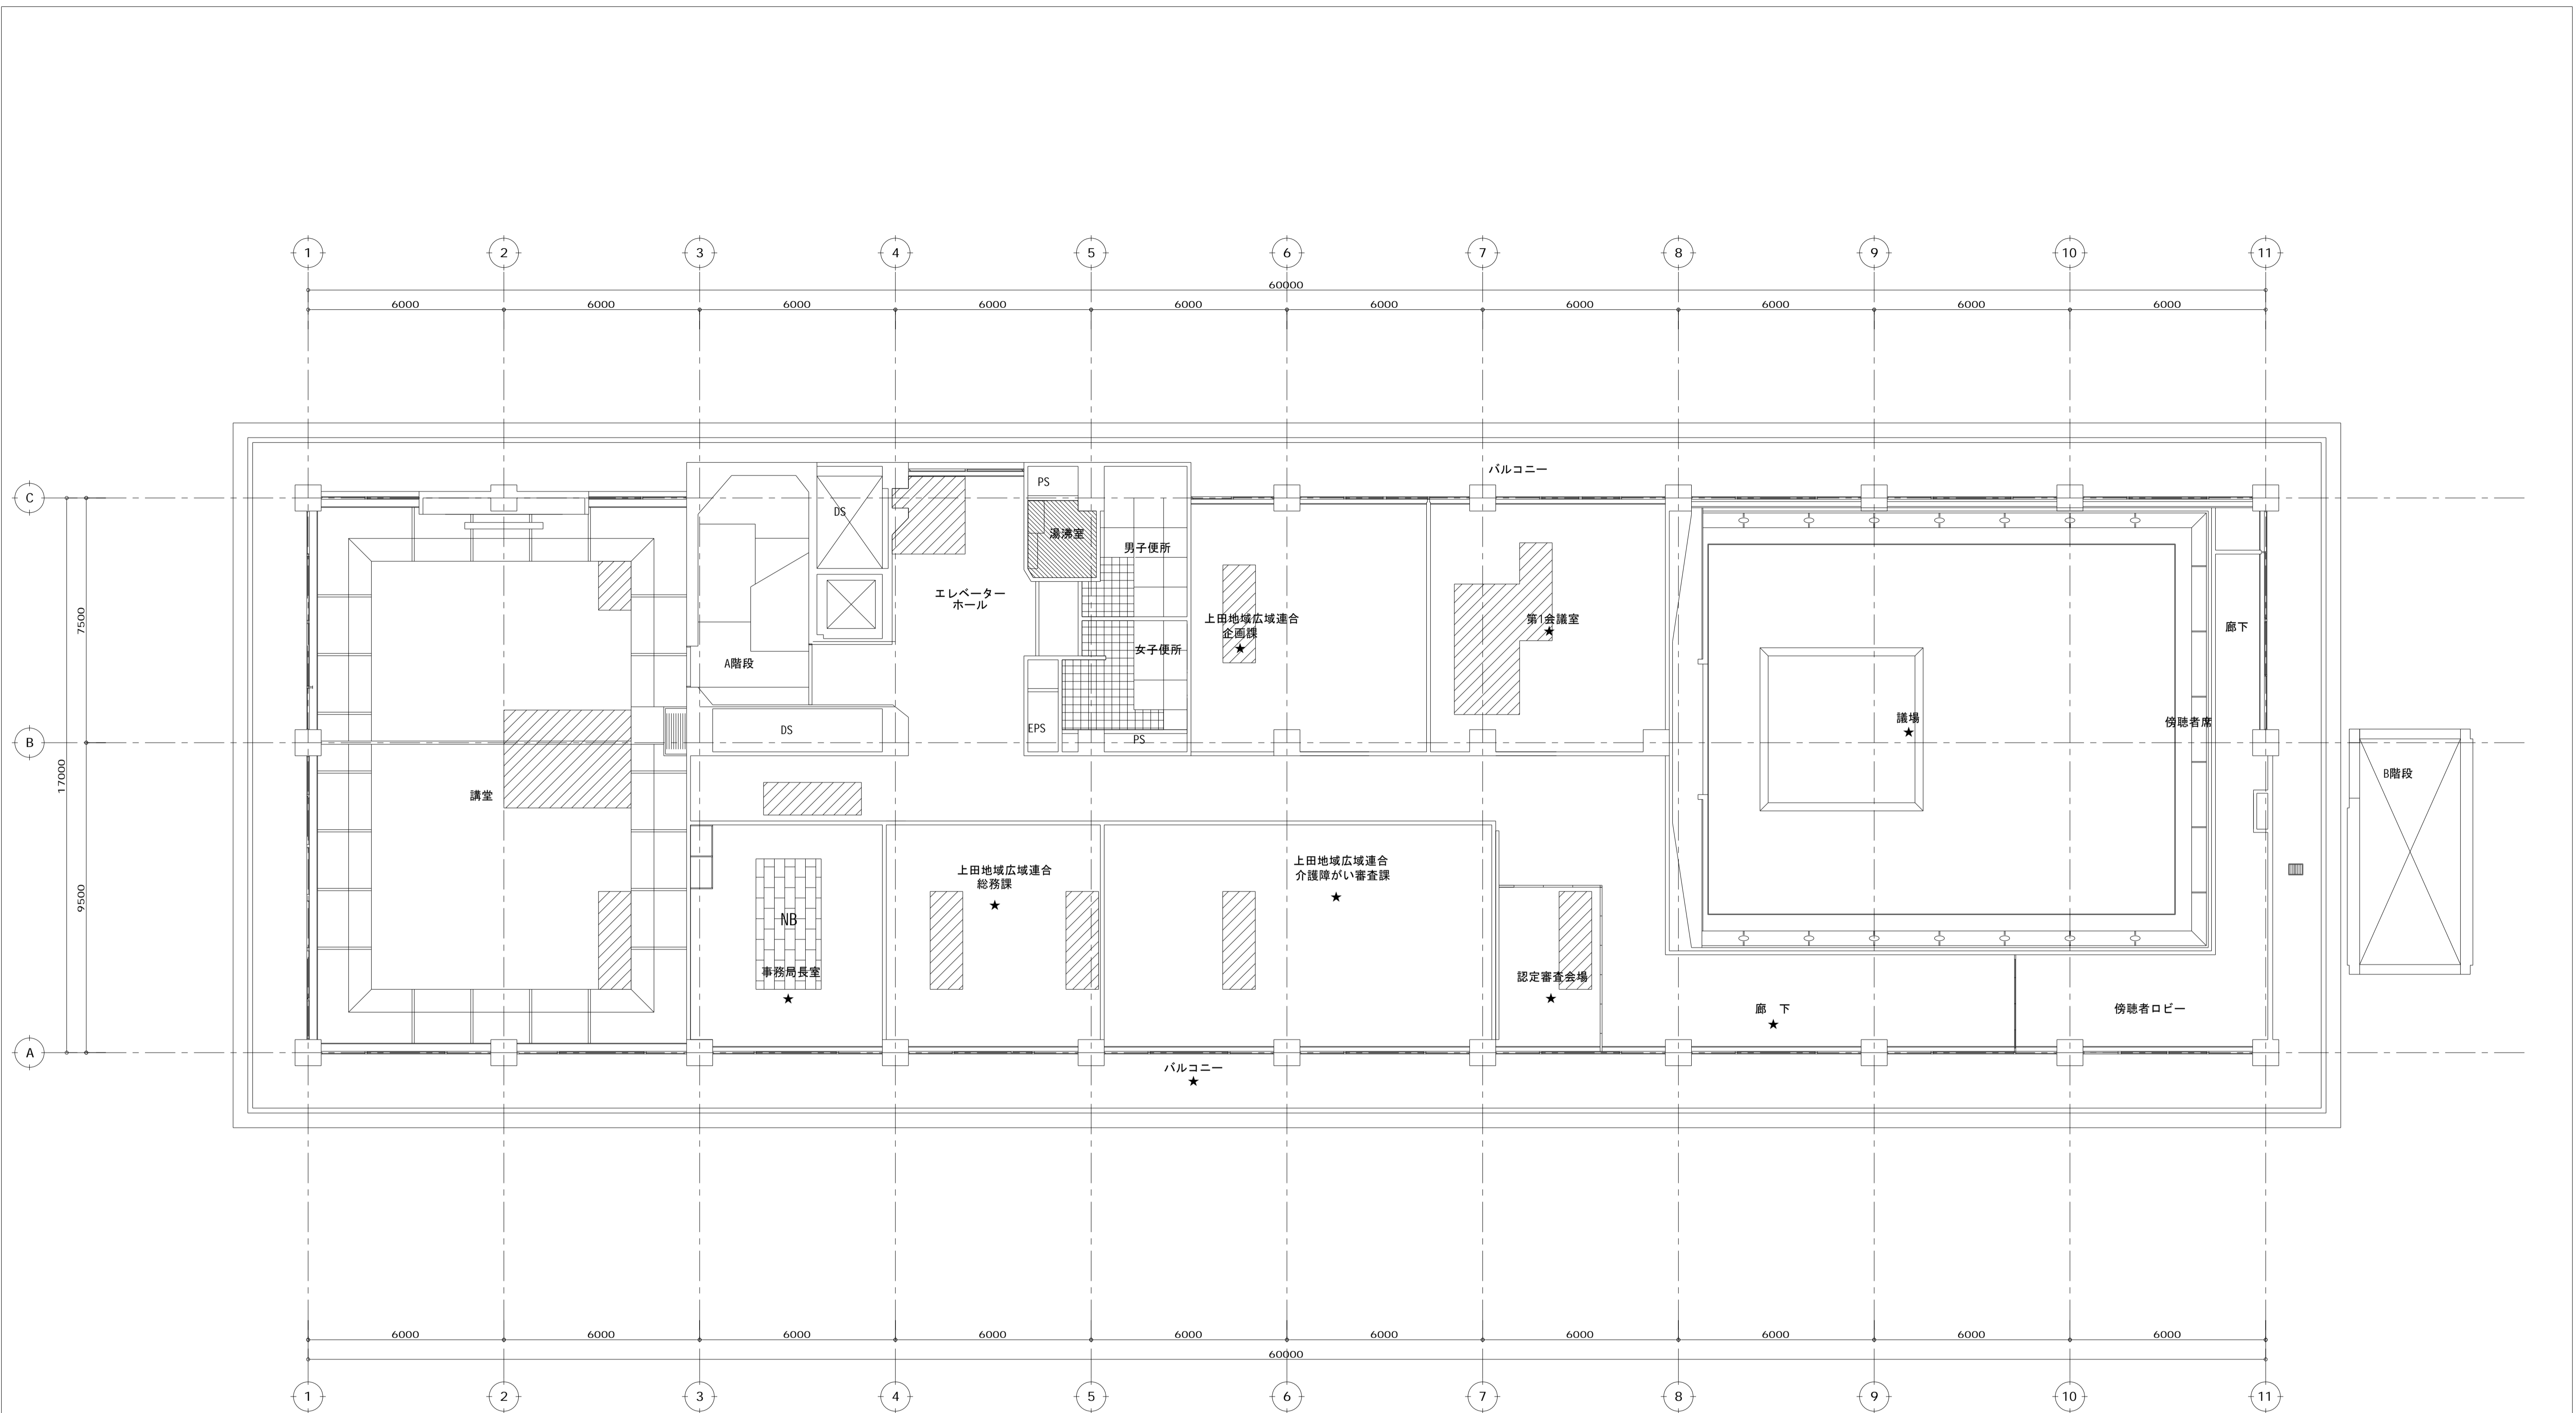 1 2 3 4 5 6 7 8 9 10 11
60000
6000 6000 6000 6000 6000 6000 6000 6000 6000 6000
バルコニー
C
PS
DS
湯沸室
男子便所
エレベーター
ホール
7500
上田地域広域連合
企画課
★
第1会議室
★
廊下
女子便所
A階段
議場
★
傍聴者席
EPS
DS
PS
B
17000
B階段
講堂
上田地域広域連合
介護障がい審査課
★
上田地域広域連合
総務課
★
9500
NB
事務局長室
★
認定審査会場
★
廊 下
★
傍聴者ロビー
A
バルコニー
★
6000 6000 6000 6000 6000 6000 6000 6000 6000 6000
60000
1 2 3 4 5 6 7 8 9 10 11